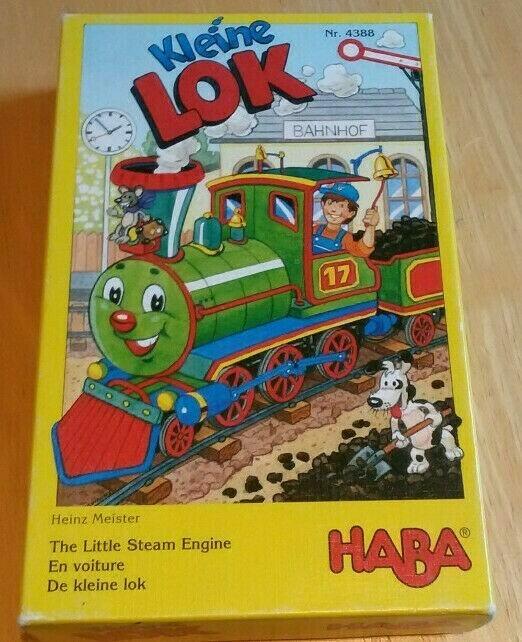 Kleine
LOK
Nr. 4388
BAHNHOF
17
Heinz Meister
The Little Steam Engine
En voiture
De kleine lok
HABA®